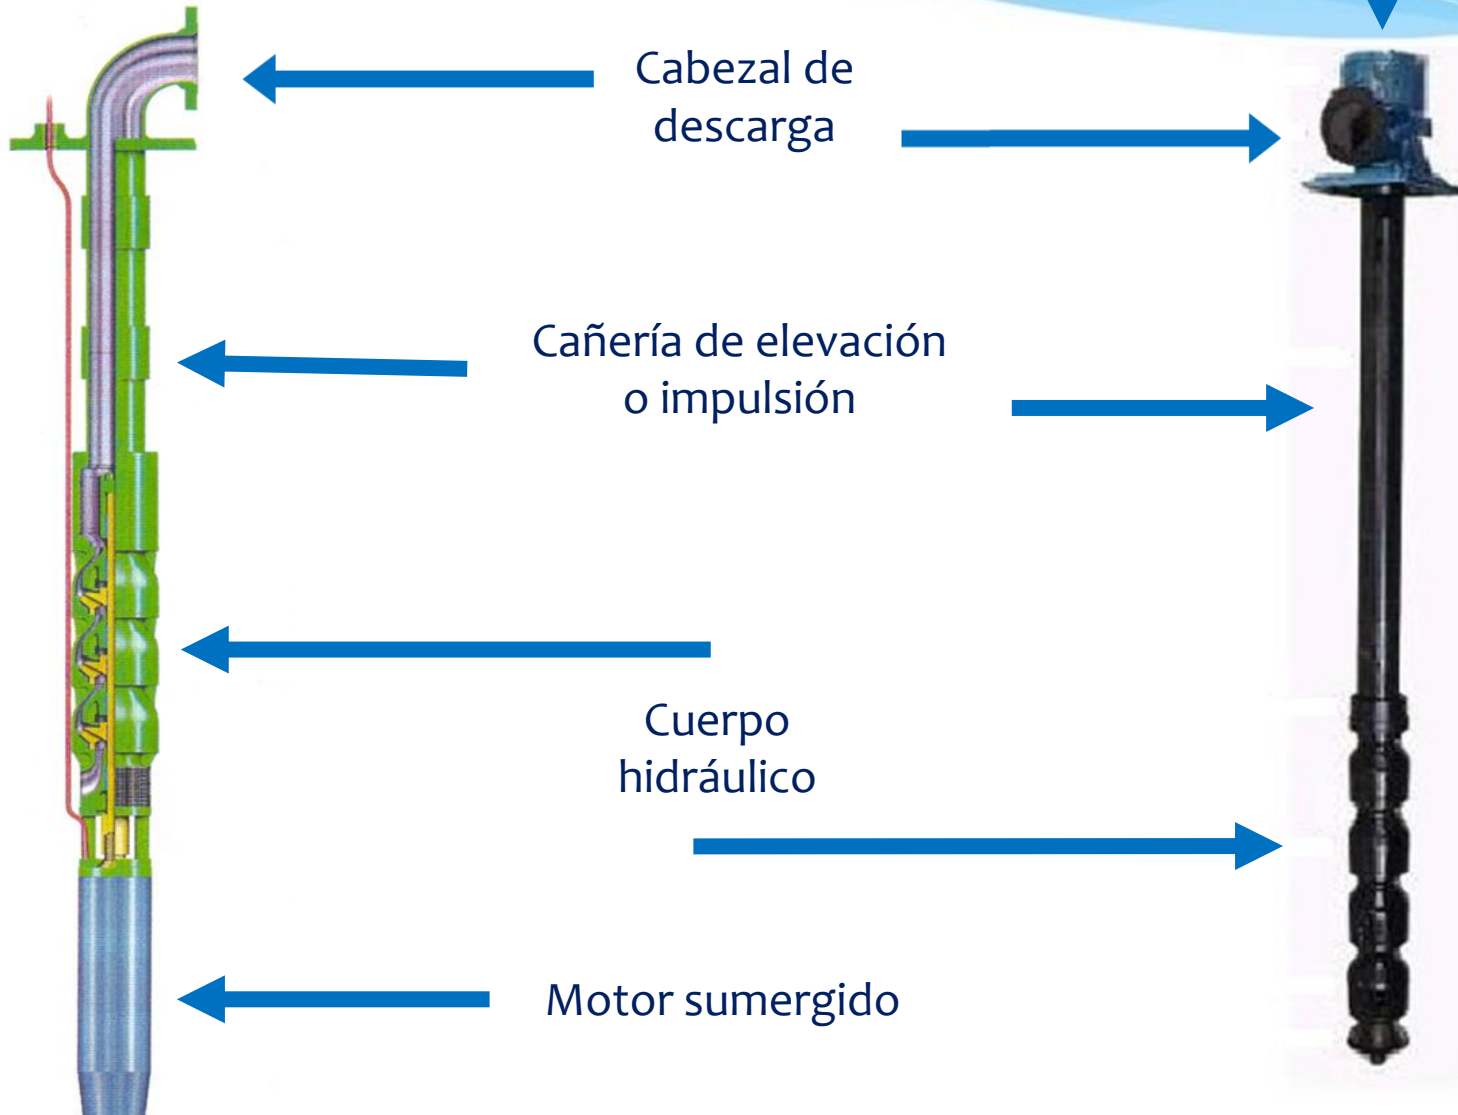 Cabezal de
descarga
Cañería de elevación
o impulsión
Cuerpo
hidráulico
Motor sumergido